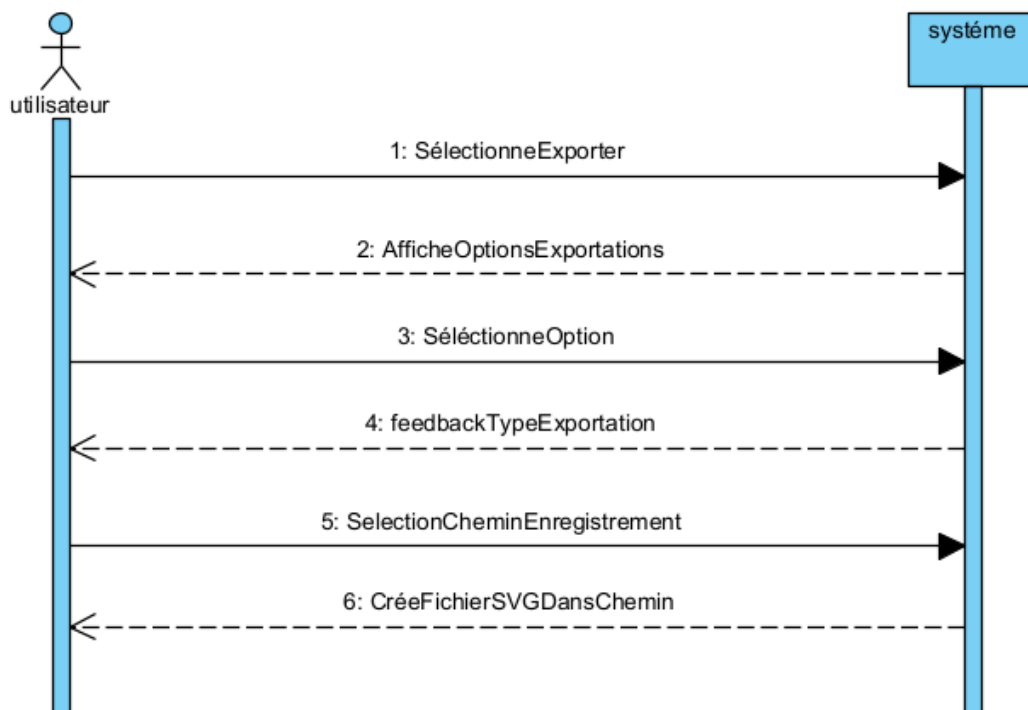 systéme
utilisateur
1: SélectionneExporter
2: AfficheOptionsExportations
3: SéléctionneOption
4: feedbackTypeExportation
5: SelectionCheminEnregistrement
6: CréeFichierSVGDansChemin